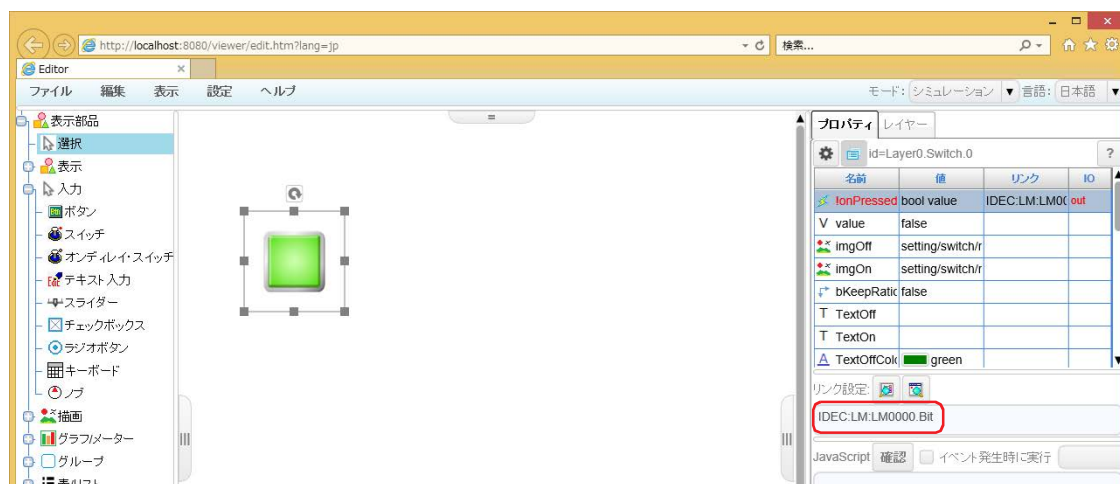 http://localhost:8080/viewer/edit.htm?lang=jp
検索...
Editor
ファイル 編集 表示 設定 ヘルプ
モード: シミュレーション 言語: 日本語
表示部品
選択
表示
入力
ボタン
スイッチ
オンディレイ・スイッチ
テキスト入力
スライダー
チェックボックス
ラジオボタン
キーボード
ノブ
描画
グラフ/メーター
グループ
プロパティ レイヤー
id=Layer0.Switch.0 ?
名前 値 リンク IO
!onPressed bool value IDEC:LM:LM00 out
V value false
imgOff setting/switch/r
imgOn setting/switch/r
bKeepRatio false
T TextOff
T TextOn
A TextOffColo green
リンク設定:
IDEC:LM:LM0000.Bit
JavaScript 確認 イベント発生時に実行